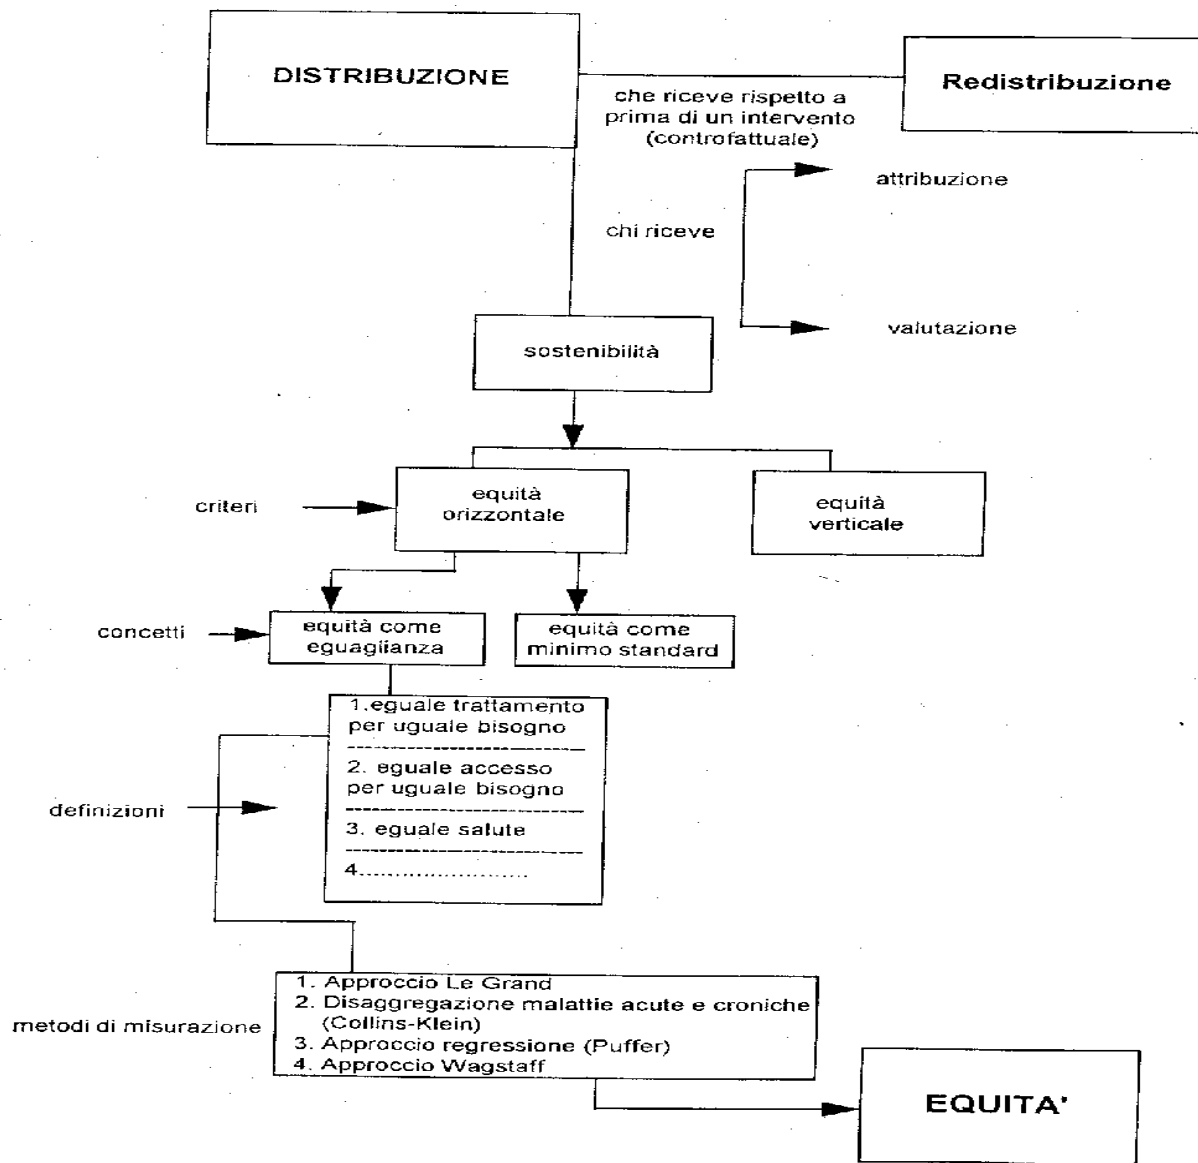 DISTRIBUZIONE
Redistribuzione
che riceve rispetto a
prima di un intervento
(controfattuale)
attribuzione
chi riceve
valutazione
sostenibilità
criteri
equità
orizzontale
equità
verticale
concetti
equità come
eguaglianza
equità come
minimo standard
definizioni
1.eguale trattamento
per uguale bisogno
2. eguale accesso
per uguale bisogno
3. eguale salute
4........................
metodi di misurazione
1. Approccio Le Grand
2. Disaggregazione malattie acute e croniche
(Collins-Klein)
3. Approccio regressione (Puffer)
4. Approccio Wagstaff
EQUITA'